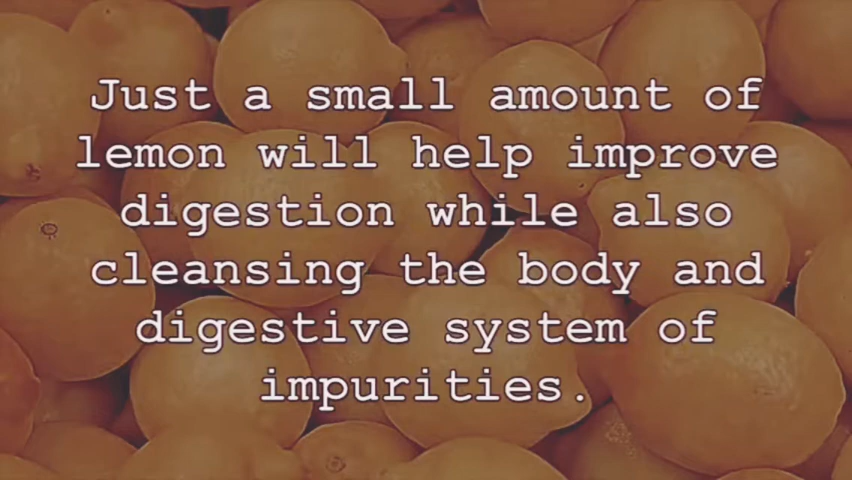 Just a small amount of
lemon will help improve
digestion while also
cleansing the body and
digestive system of
impurities.